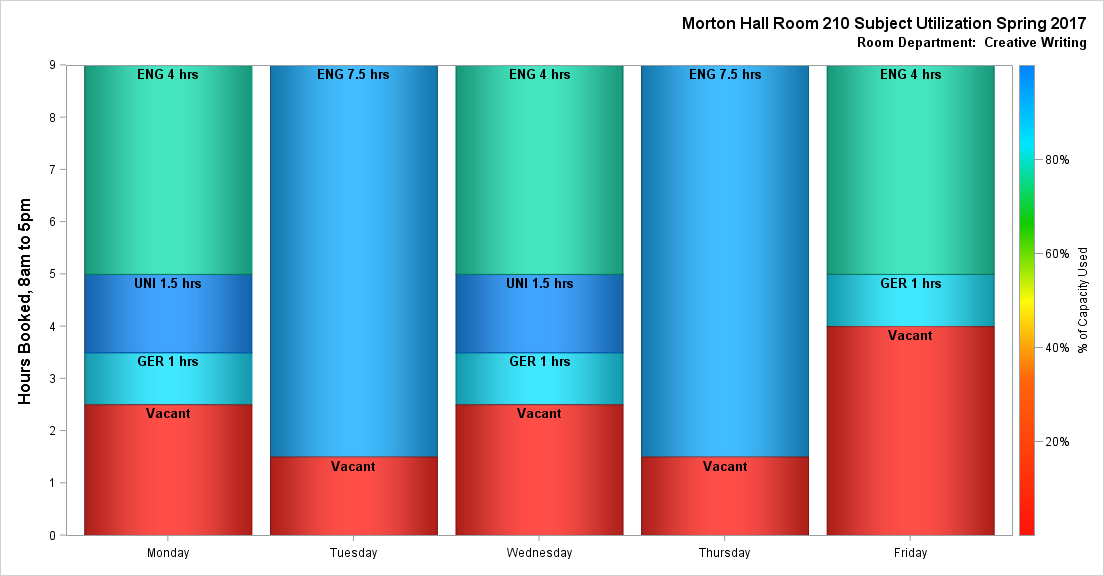 Morton Hall Room 210 Subject Utilization Spring 2017
Room Department:  Creative Writing
Hours Booked, 8am to 5pm
9
8
7
6
5
4
3
2
1
0
ENG 4 hrs
UNI 1.5 hrs
GER 1 hrs
Vacant
ENG 7.5 hrs
Vacant
ENG 4 hrs
UNI 1.5 hrs
GER 1 hrs
Vacant
ENG 7.5 hrs
Vacant
ENG 4 hrs
GER 1 hrs
Vacant
Monday
Tuesday
Wednesday
Thursday
Friday
80%
60%
40%
20%
% of Capacity Used